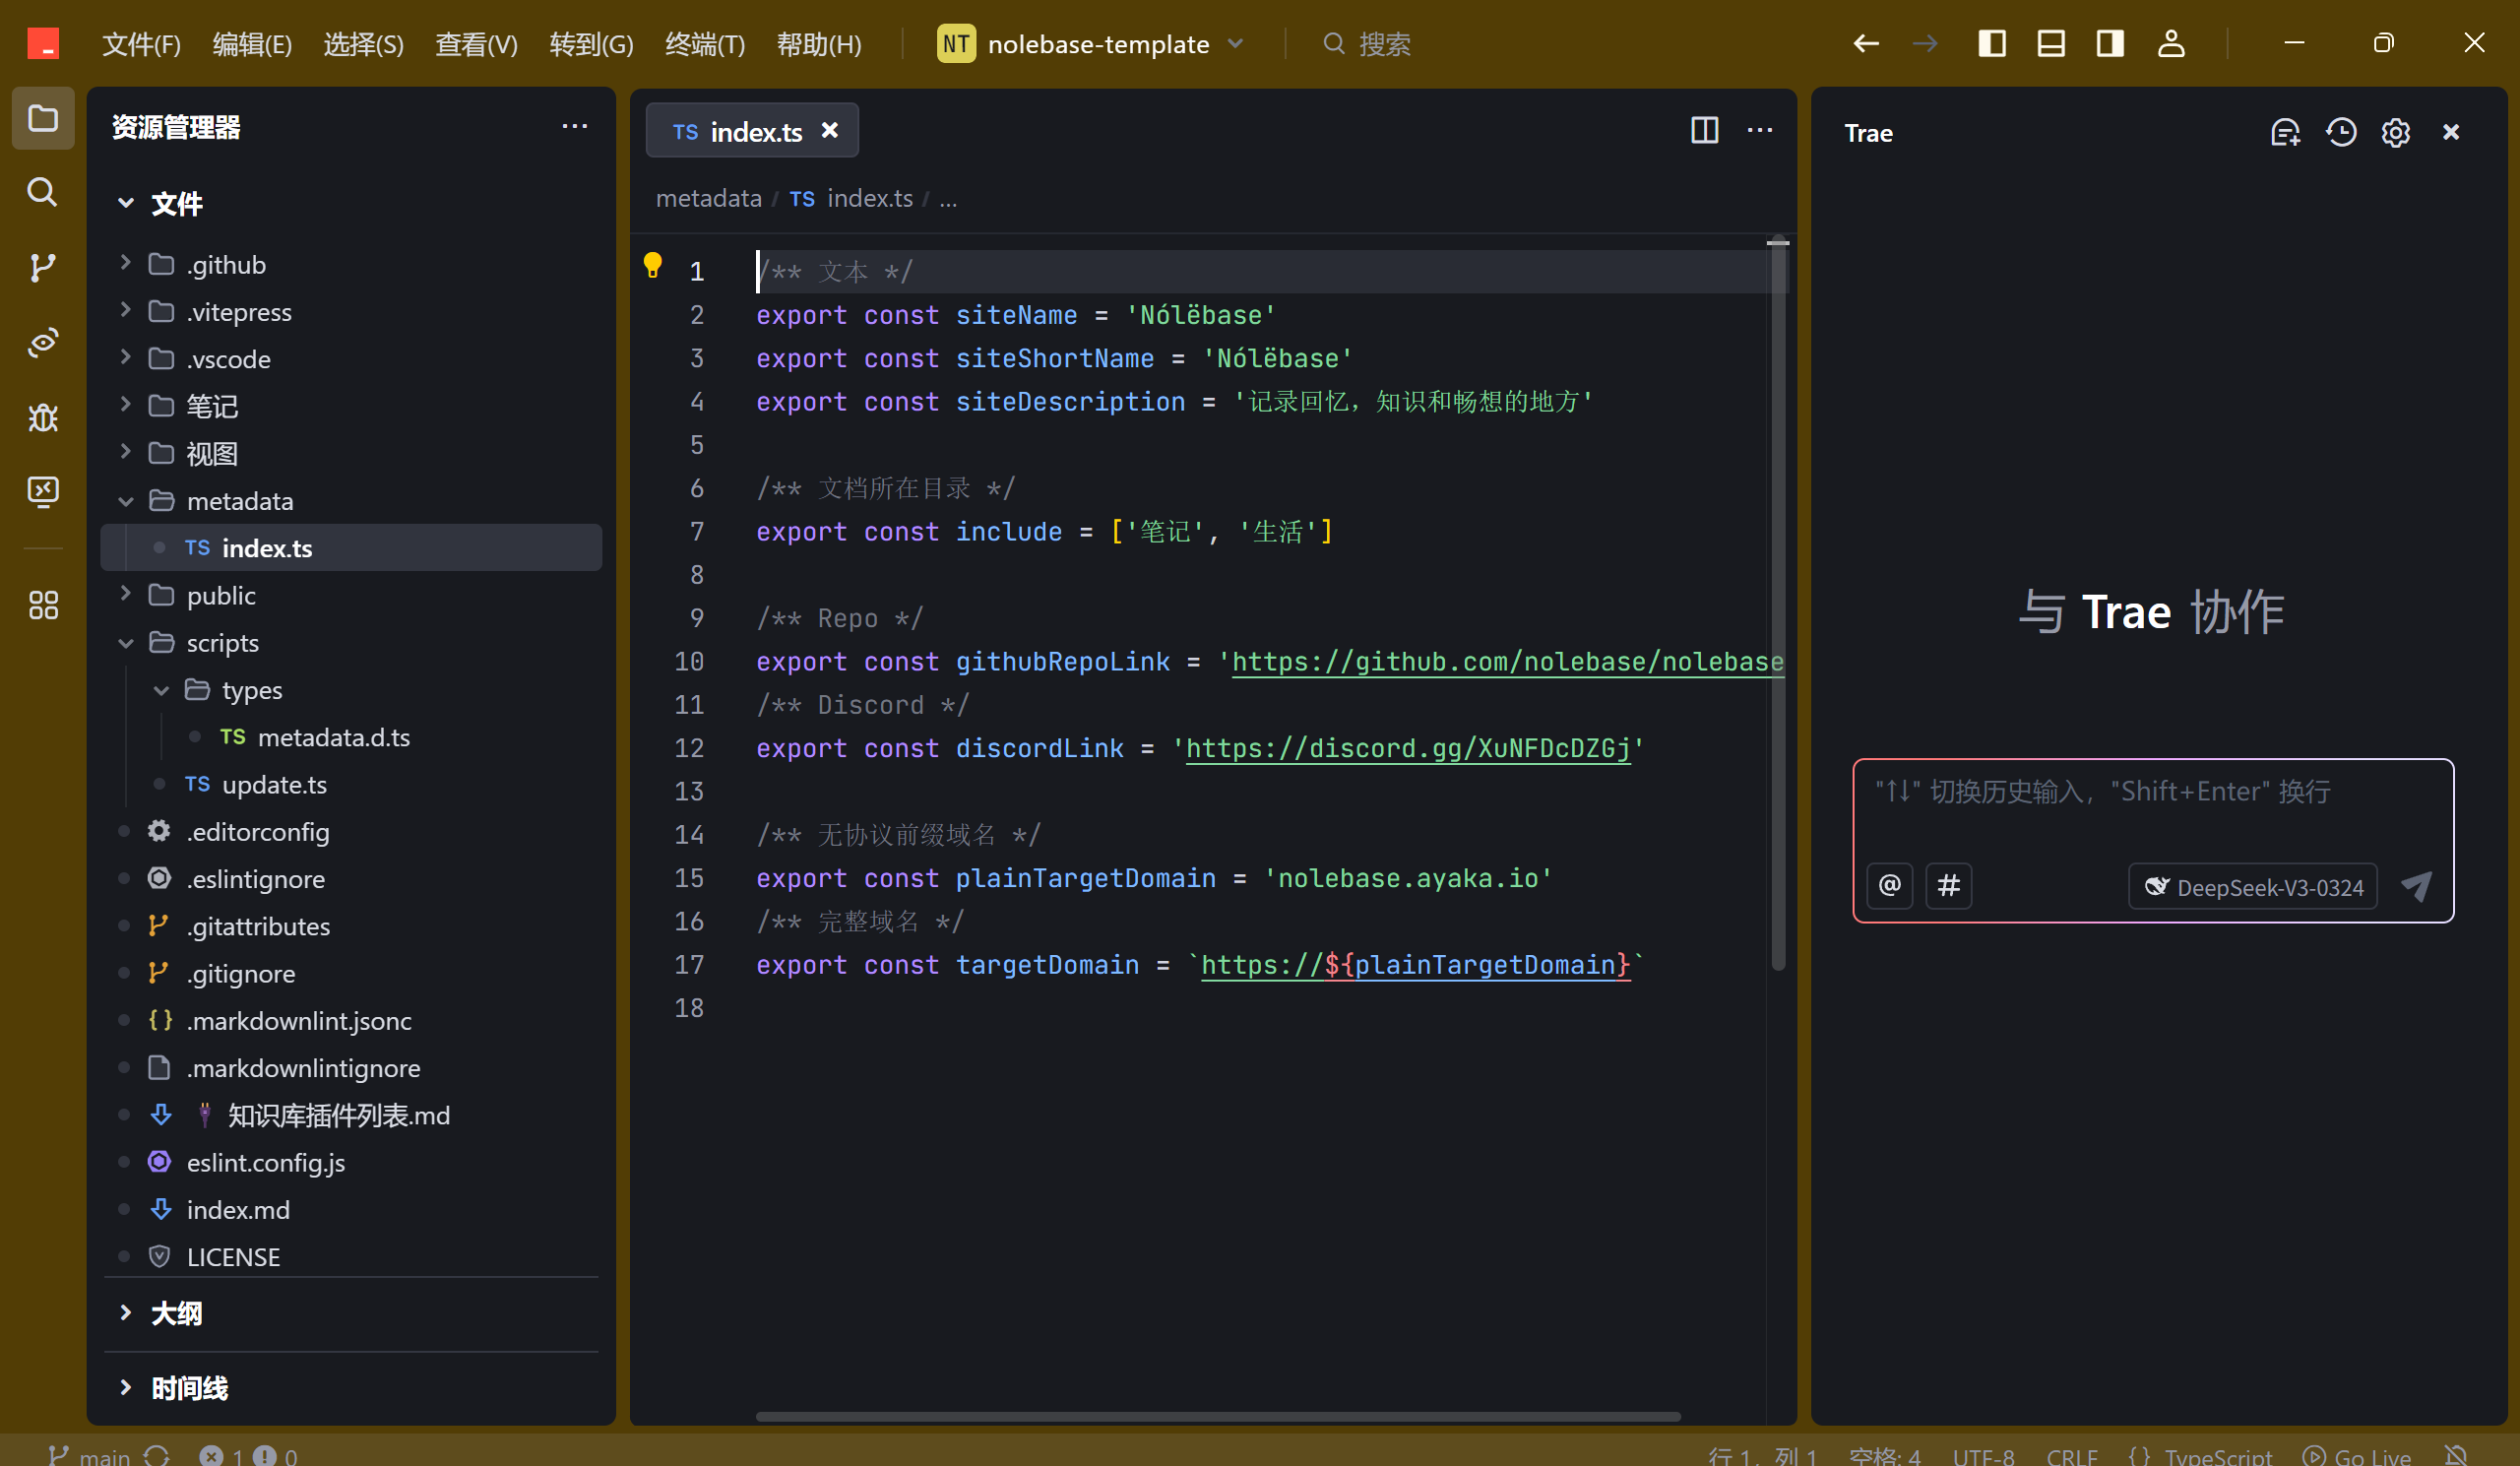 文件(F) 编辑(E) 选择(S) 查看(V) 转到(G) 终端(T) 帮助(H) NT nolebase-template 搜索
资源管理器
文件
.github
.vitepress
.vscode
笔记
视图
metadata
TS index.ts
public
scripts
types
TS metadata.d.ts
TS update.ts
.editorconfig
.eslintignore
.gitattributes
.gitignore
{} .markdownlint.jsonc
.markdownlintignore
知识库插件列表.md
eslint.config.js
index.md
LICENSE
大纲
时间线
TS index.ts
metadata / TS index.ts / ...
1 /** 文本 */
2 export const siteName = 'Nólëbase'
3 export const siteShortName = 'Nólëbase'
4 export const siteDescription = '记录回忆，知识和畅想的地方'
5
6 /** 文档所在目录 */
7 export const include = ['笔记', '生活']
8
9 /** Repo */
10 export const githubRepoLink = 'https://github.com/nolebase/nolebase
11 /** Discord */
12 export const discordLink = 'https://discord.gg/XuNFDcDZGj'
13
14 /** 无协议前缀域名 */
15 export const plainTargetDomain = 'nolebase.ayaka.io'
16 /** 完整域名 */
17 export const targetDomain = `https://${plainTargetDomain}`
18
Trae
与 Trae 协作
"↑↓" 切换历史输入，"Shift+Enter" 换行
@ # DeepSeek-V3-0324
main 1 0 行 1，列 1 空格: 4 UTF-8 CRLF {} TypeScript Go Live